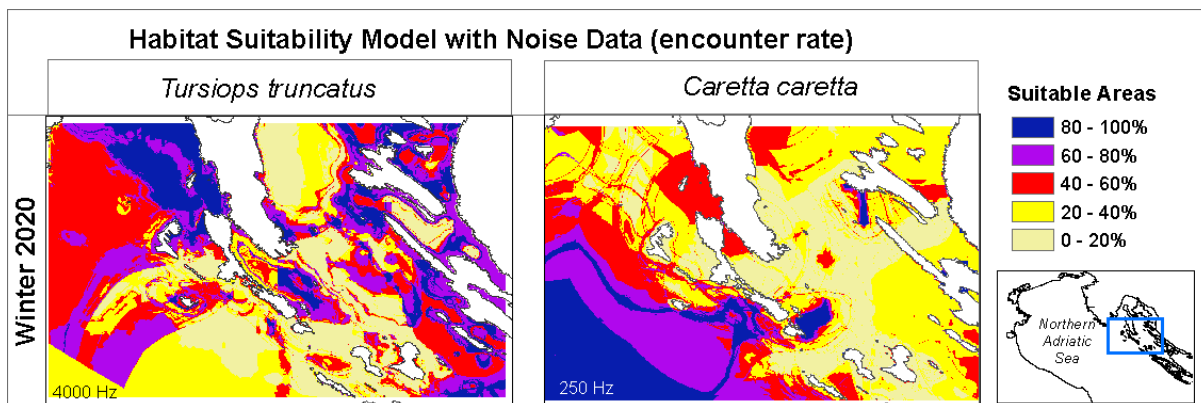 Habitat Suitability Model with Noise Data (encounter rate)
Tursiops truncatus
Caretta caretta
Winter 2020
4000 Hz
250 Hz
Suitable Areas
80 - 100%
60 - 80%
40 - 60%
20 - 40%
0 - 20%
Northern
Adriatic
Sea